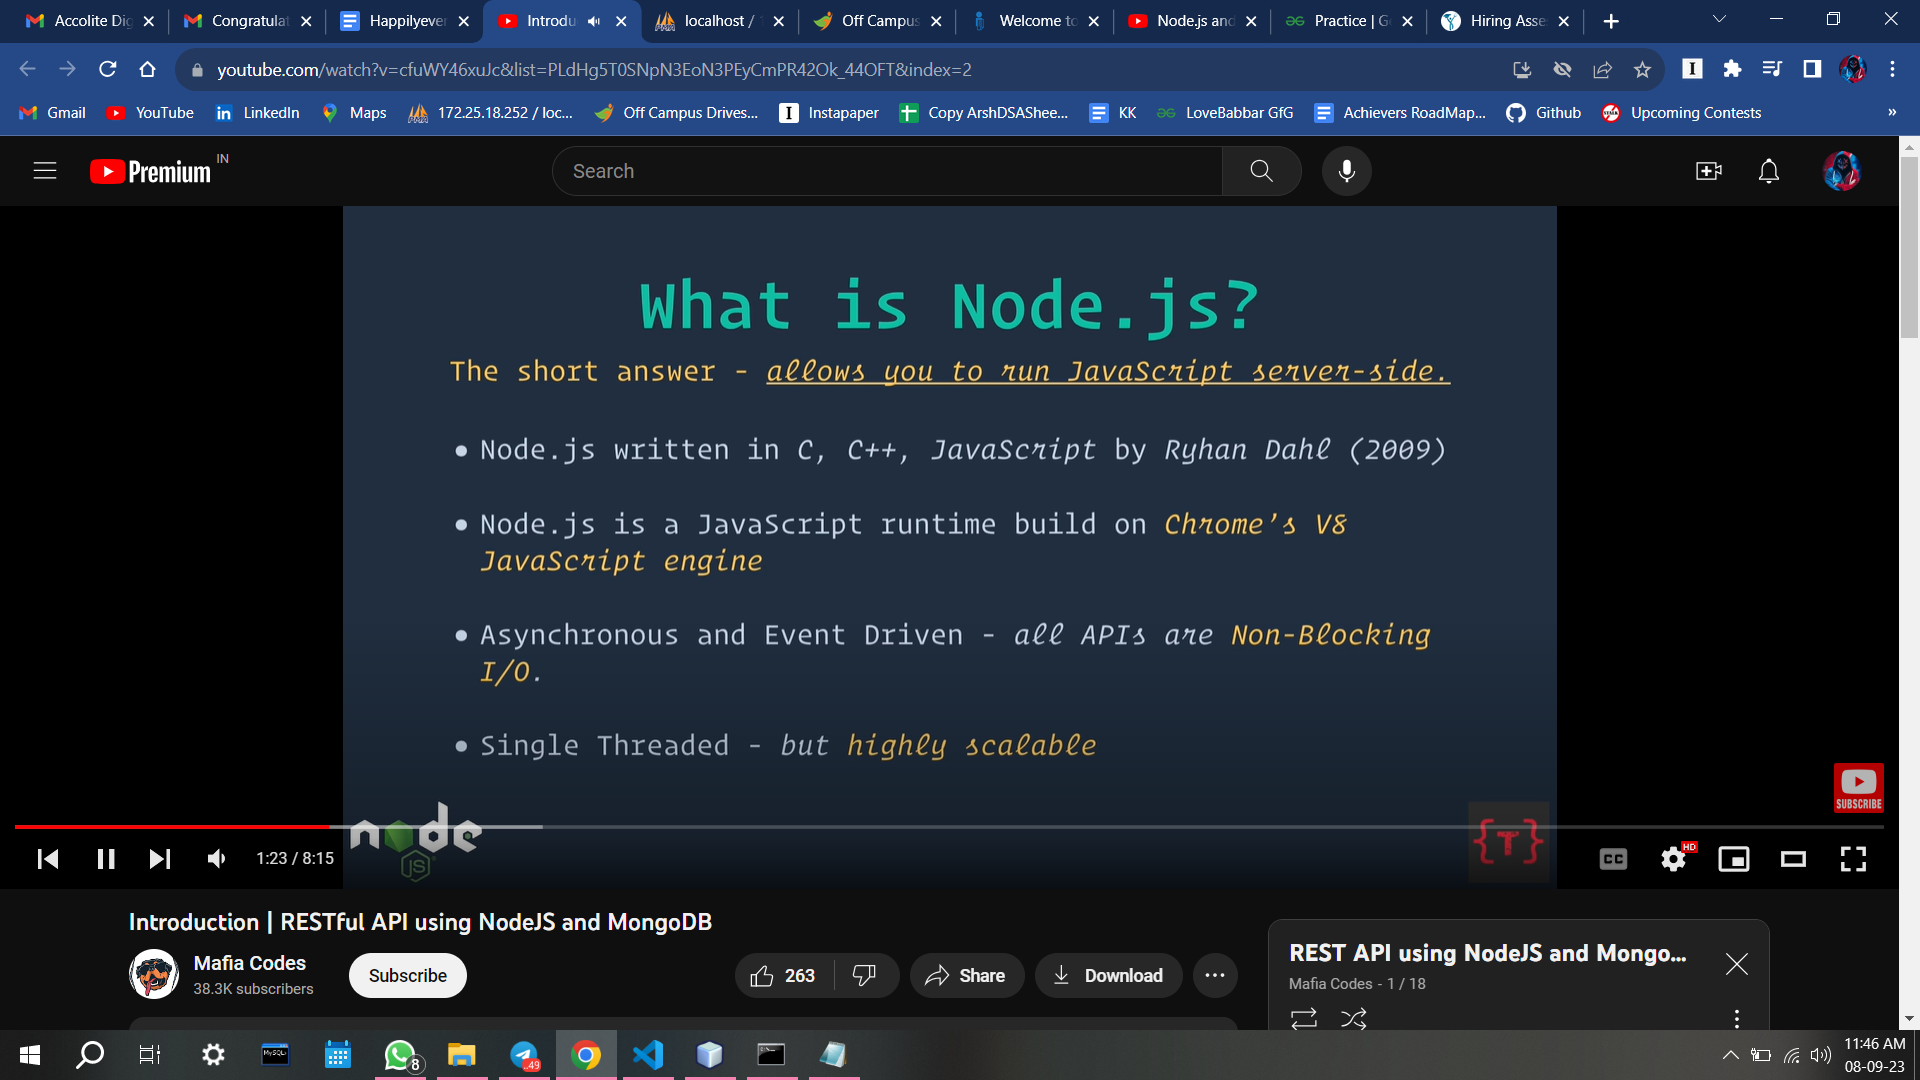 Accolite Dig
Congratulat
Happilyever
Introdu
localhost / 1
Off Campus
Welcome to
Node.js and
Practice | Ge
Hiring Asse
youtube.com/watch?v=cfuWY46xuJc&list=PLdHg5T0SNpN3EoN3PEyCmPR42Ok_44OFT&index=2
Gmail
YouTube
LinkedIn
Maps
172.25.18.252 / loc...
Off Campus Drives...
Instapaper
Copy ArshDSAShee...
KK
LoveBabbar GfG
Achievers RoadMap...
Github
Upcoming Contests
»
Premium IN
Search
What is Node.js?
The short answer - allows you to run JavaScript server-side.
• Node.js written in C, C++, JavaScript by Ryhan Dahl (2009)
• Node.js is a JavaScript runtime build on Chrome's V8
JavaScript engine
• Asynchronous and Event Driven - all APIs are Non-Blocking
I/O.
• Single Threaded - but highly scalable
SUBSCRIBE
node
JS
{T}
1:23 / 8:15
CC
HD
Introduction | RESTful API using NodeJS and MongoDB
Mafia Codes
38.3K subscribers
Subscribe
263
Share
Download
REST API using NodeJS and Mongo...
Mafia Codes - 1 / 18
8
49
11:46 AM
08-09-23